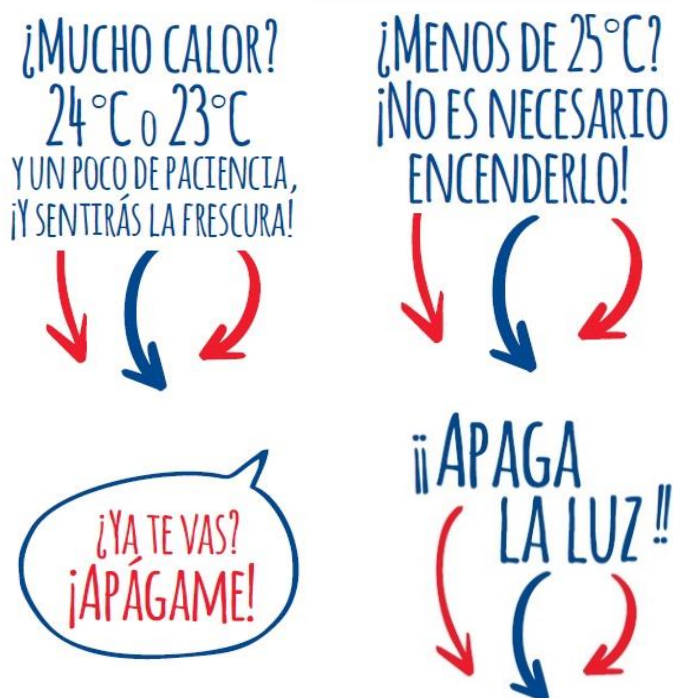 ¿MUCHO CALOR?
24°C O 23°C
Y UN POCO DE PACIENCIA,
¡Y SENTIRÁS LA FRESCURA!
¿MENOS DE 25°C?
¡NO ES NECESARIO
ENCENDERLO!
¿YA TE VAS?
¡APÁGAME!
¡¡APAGA
LA LUZ!!